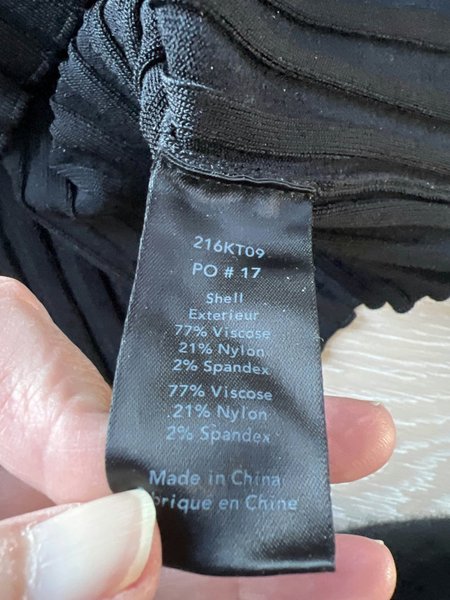 216KT09
PO # 17
Shell
Exterieur
77% Viscose
21% Nylon
2% Spandex
77% Viscose
21% Nylon
2% Spandex
Made in China
brique en Chine